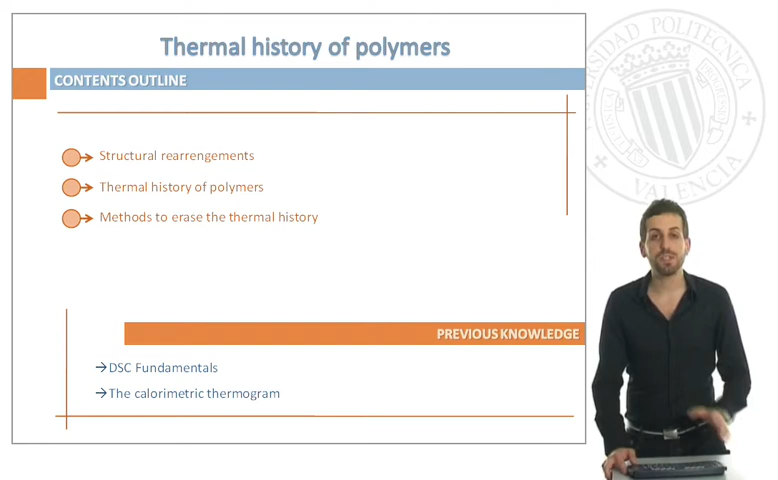 Thermal history of polymers
CONTENTS OUTLINE
Structural rearrengements
Thermal history of polymers
Methods to erase the thermal history
PREVIOUS KNOWLEDGE
DSC Fundamentals
The calorimetric thermogram
UNIVERSIDAD POLITECNICA
VALENCIA